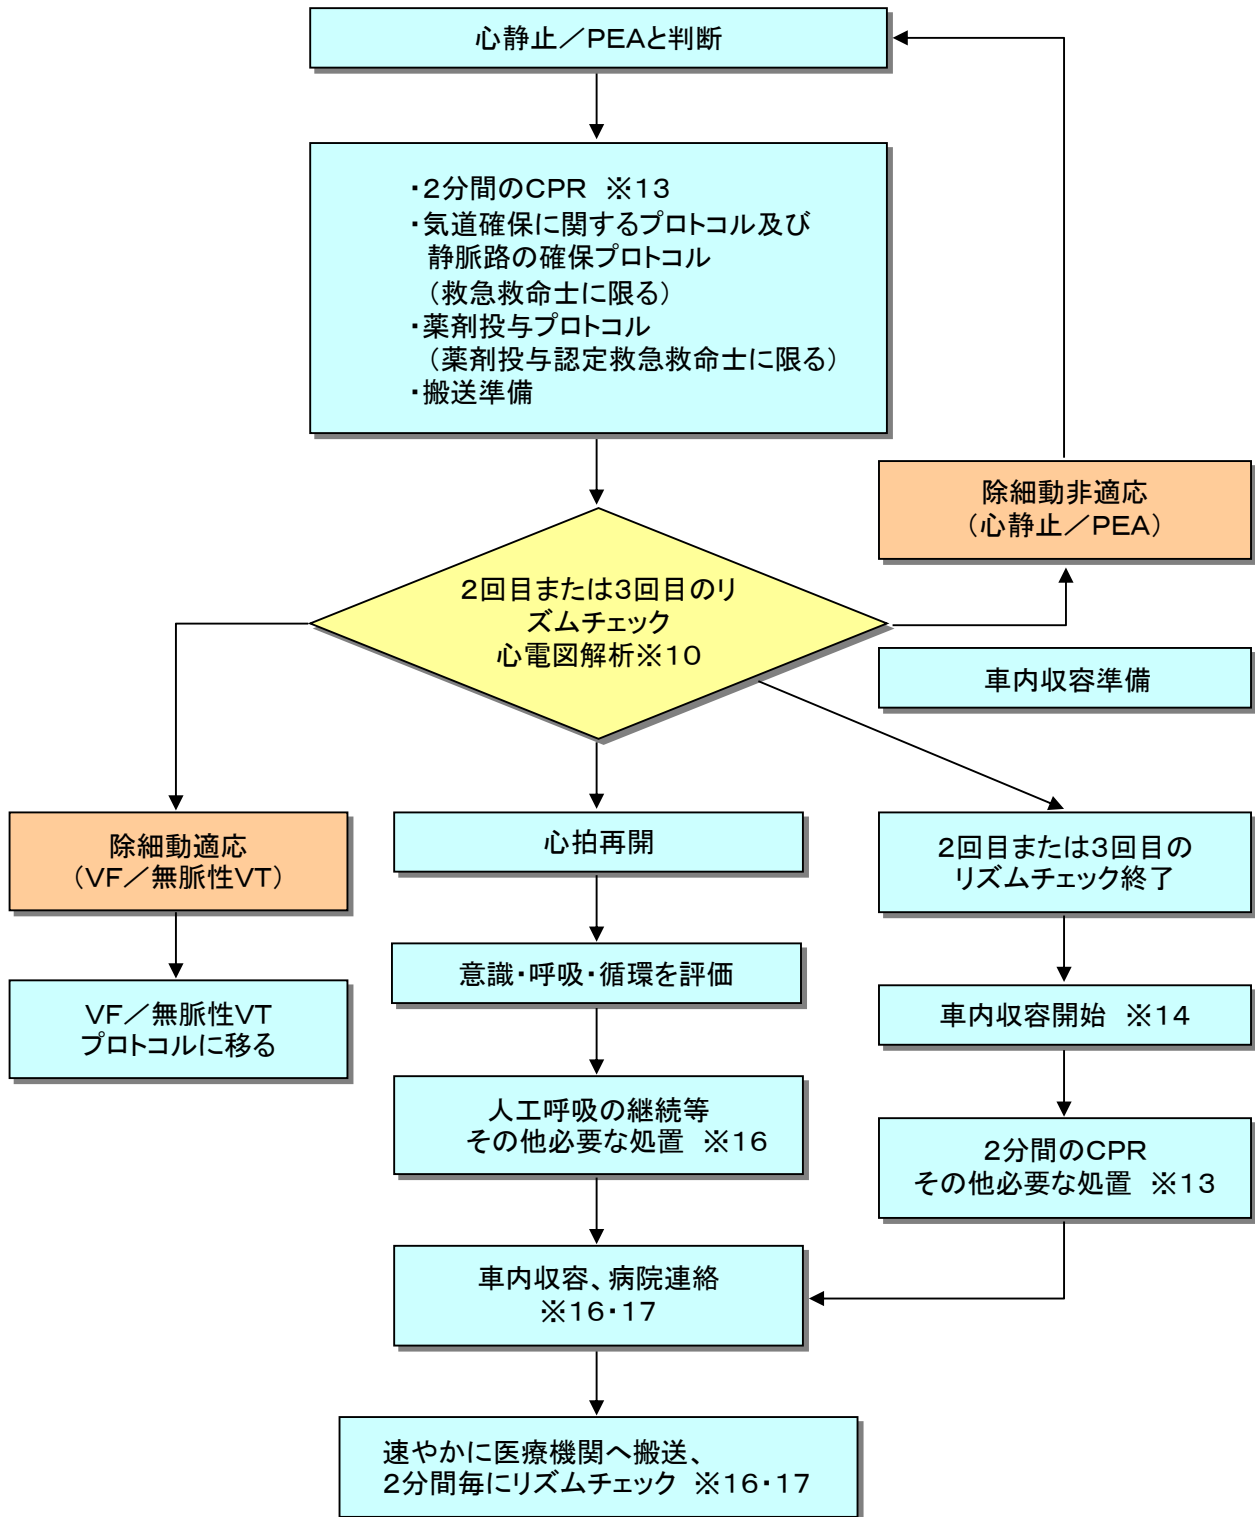 心静止／PEAと判断
・2分間のCPR ※13
・気道確保に関するプロトコル及び
静脈路の確保プロトコル
（救急救命士に限る）
・薬剤投与プロトコル
（薬剤投与認定救急救命士に限る）
・搬送準備
除細動非適応
（心静止／PEA）
2回目または3回目のリ
ズムチェック
心電図解析※10
車内収容準備
除細動適応
（VF／無脈性VT）
心拍再開
2回目または3回目の
リズムチェック終了
意識・呼吸・循環を評価
VF／無脈性VT
プロトコルに移る
車内収容開始 ※14
人工呼吸の継続等
その他必要な処置 ※16
2分間のCPR
その他必要な処置 ※13
車内収容、病院連絡
※16・17
速やかに医療機関へ搬送、
2分間毎にリズムチェック ※16・17